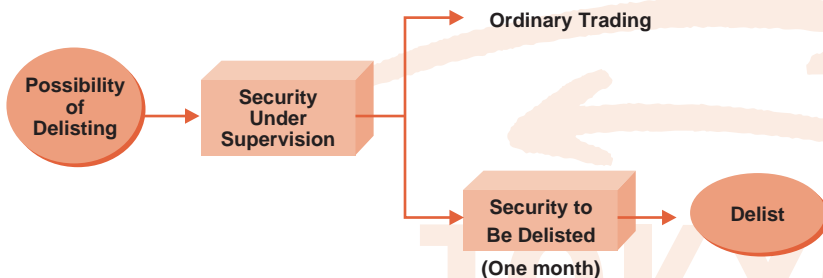 Ordinary Trading
Possibility
of
Delisting
Security
Under
Supervision
Security to
Be Delisted
(One month)
Delist